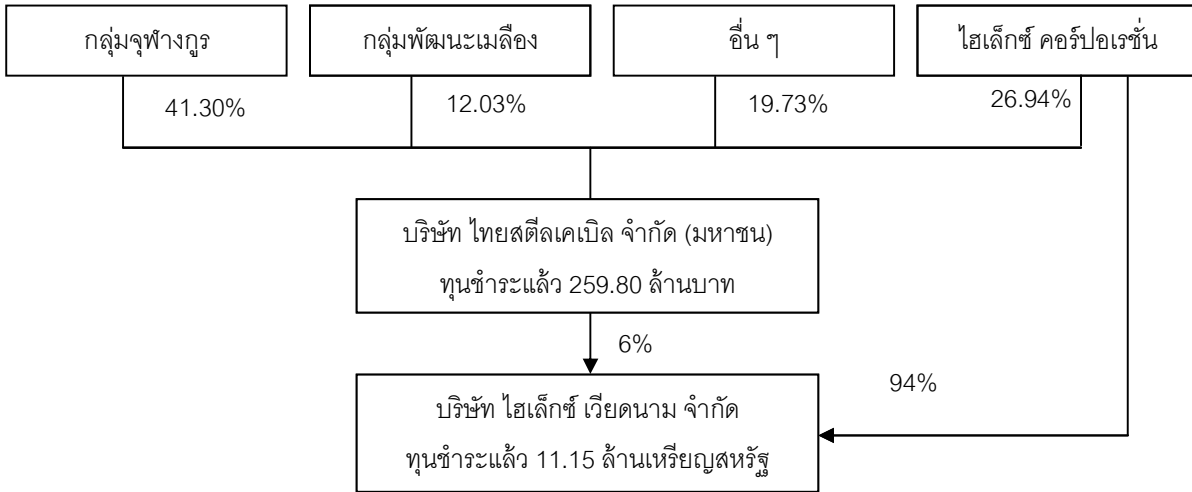 กลุ่มจุฬางกูร
กลุ่มพัฒนะเมลือง
อื่น ๆ
ไฮเล็กซ์ คอร์ปอเรชั่น
41.30%
12.03%
19.73%
26.94%
บริษัท ไทยสตีลเคเบิล จำกัด (มหาชน)
ทุนชำระแล้ว 259.80 ล้านบาท
6%
94%
บริษัท ไฮเล็กซ์ เวียดนาม จำกัด
ทุนชำระแล้ว 11.15 ล้านเหรียญสหรัฐ